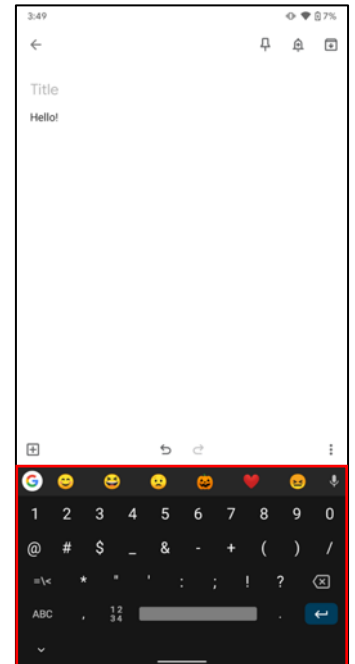 3:49
7%
Title
Hello!
G
1 2 3 4 5 6 7 8 9 0
@ # $ _ & - + ( ) /
=\< * " ' : ; ! ?
ABC , 12 .
34